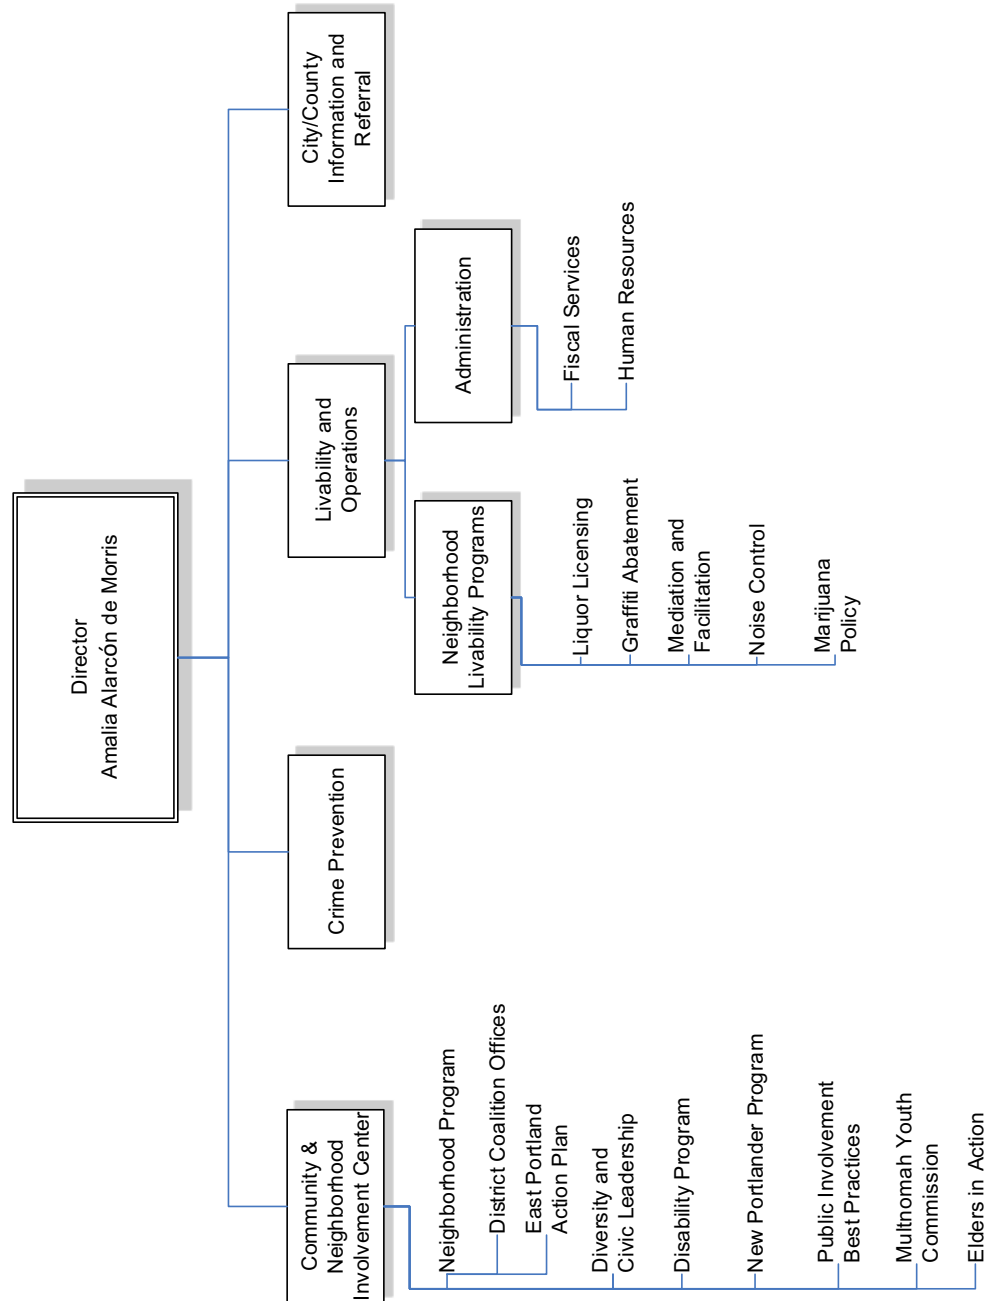 Director
Amalia Alarcón de Morris
Community &
Neighborhood
Involvement Center
Crime Prevention
Livability and
Operations
City/County
Information and
Referral
Neighborhood Program
District Coalition Offices
East Portland
Action Plan
Diversity and
Civic Leadership
Disability Program
New Portlander Program
Public Involvement
Best Practices
Multnomah Youth
Commission
Elders in Action
Neighborhood
Livability Programs
Liquor Licensing
Graffiti Abatement
Mediation and
Facilitation
Noise Control
Marijuana
Policy
Administration
Fiscal Services
Human Resources